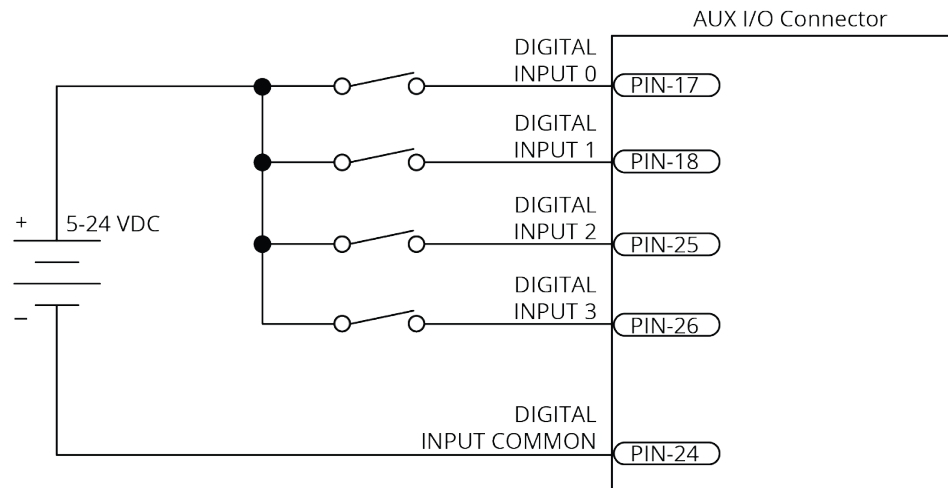 AUX I/O Connector
DIGITAL
INPUT 0
PIN-17
DIGITAL
INPUT 1
PIN-18
+
5-24 VDC
DIGITAL
INPUT 2
PIN-25
DIGITAL
INPUT 3
PIN-26
–
DIGITAL
INPUT COMMON
PIN-24